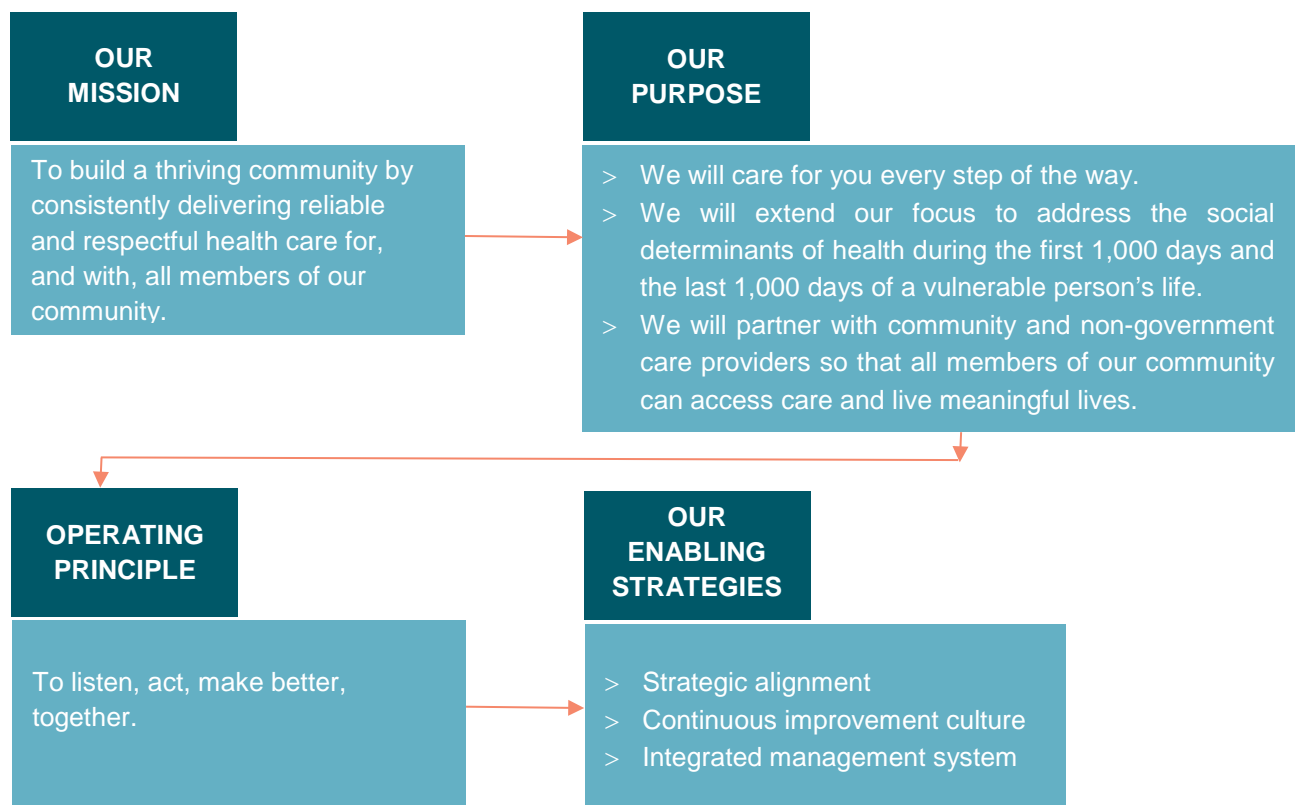 OUR
MISSION
To build a thriving community by
consistently delivering reliable
and respectful health care for,
and with, all members of our
community.
OUR
PURPOSE
> We will care for you every step of the way.
> We will extend our focus to address the social
determinants of health during the first 1,000 days and
the last 1,000 days of a vulnerable person’s life.
> We will partner with community and non-government
care providers so that all members of our community
can access care and live meaningful lives.
OPERATING
PRINCIPLE
To listen, act, make better,
together.
OUR
ENABLING
STRATEGIES
> Strategic alignment
> Continuous improvement culture
> Integrated management system